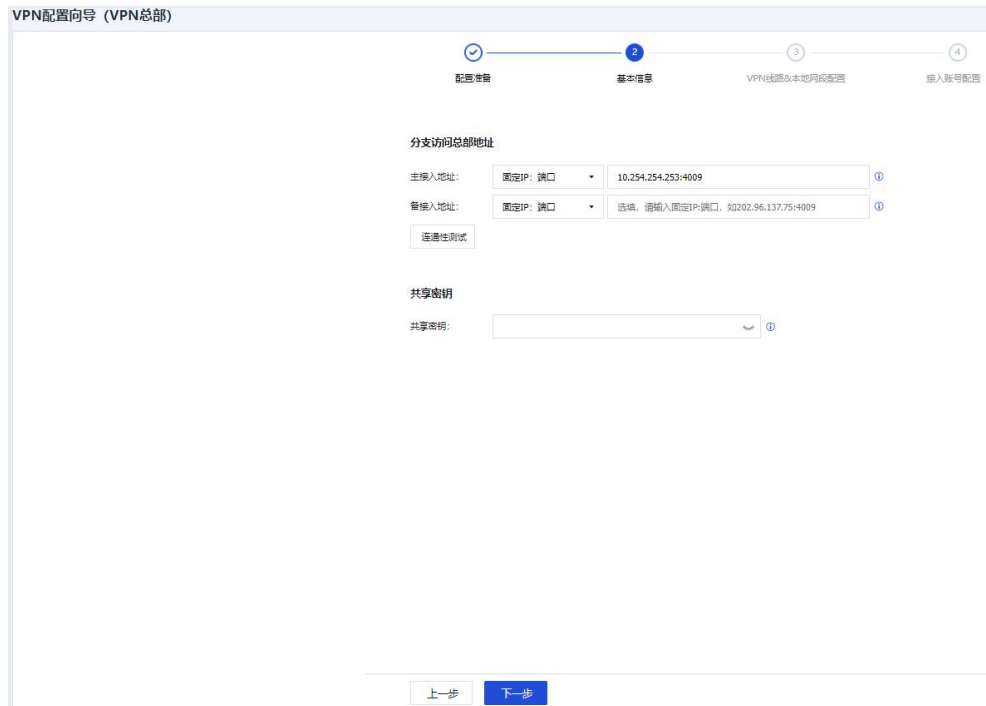 VPN配置向导（VPN总部）
2 3 4
配置准备 基本信息 VPN线路&本地网段配置 接入账号配置
分支访问总部地址
主接入地址： 固定IP：端口 10.254.254.253:4009
备接入地址： 固定IP：端口 选填，请输入固定IP:端口，如202.96.137.75:4009
连通性测试
共享密钥
共享密钥：
上一步 下一步